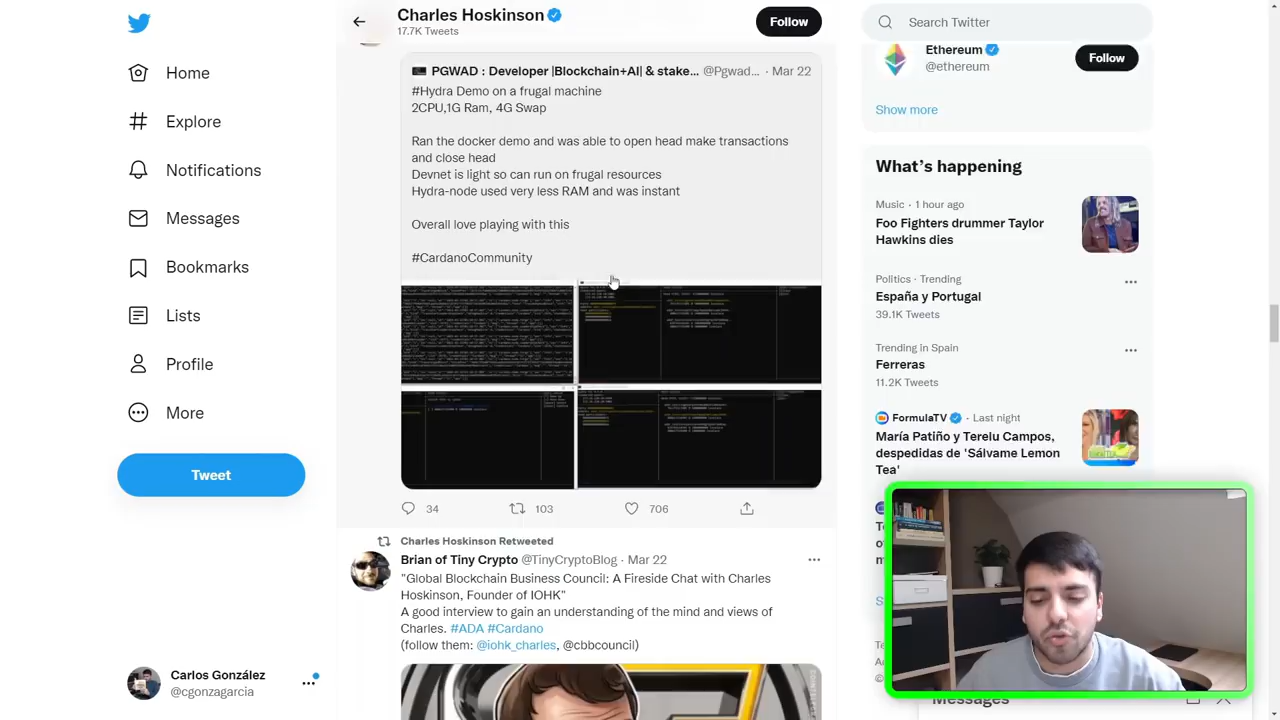 Charles Hoskinson
17.7K Tweets
Follow
Search Twitter
Home
Explore
Notifications
Messages
Bookmarks
Lists
Profile
More
Tweet
Carlos González
@cgonzagarcia
PGWAD : Developer |Blockchain+AI| & stake... @Pgwad... · Mar 22
#Hydra Demo on a frugal machine
2CPU,1G Ram, 4G Swap
Ran the docker demo and was able to open head make transactions
and close head
Devnet is light so can run on frugal resources
Hydra-node used very less RAM and was instant
Overall love playing with this
#CardanoCommunity
34
103
706
Charles Hoskinson Retweeted
Brian of Tiny Crypto @TinyCryptoBlog · Mar 22
"Global Blockchain Business Council: A Fireside Chat with Charles
Hoskinson, Founder of IOHK"
A good interview to gain an understanding of the mind and views of
Charles. #ADA #Cardano
(follow them: @iohk_charles, @cbbcouncil)
Ethereum
@ethereum
Follow
Show more
What's happening
Music · 1 hour ago
Foo Fighters drummer Taylor
Hawkins dies
Politics · Trending
España y Portugal
39.1K Tweets
Trending in Spain
Ferreras
11.2K Tweets
FormulaTV · Last night
María Patiño y Terelu Campos,
despedidas de 'Sálvame Lemon
Tea'
Messages